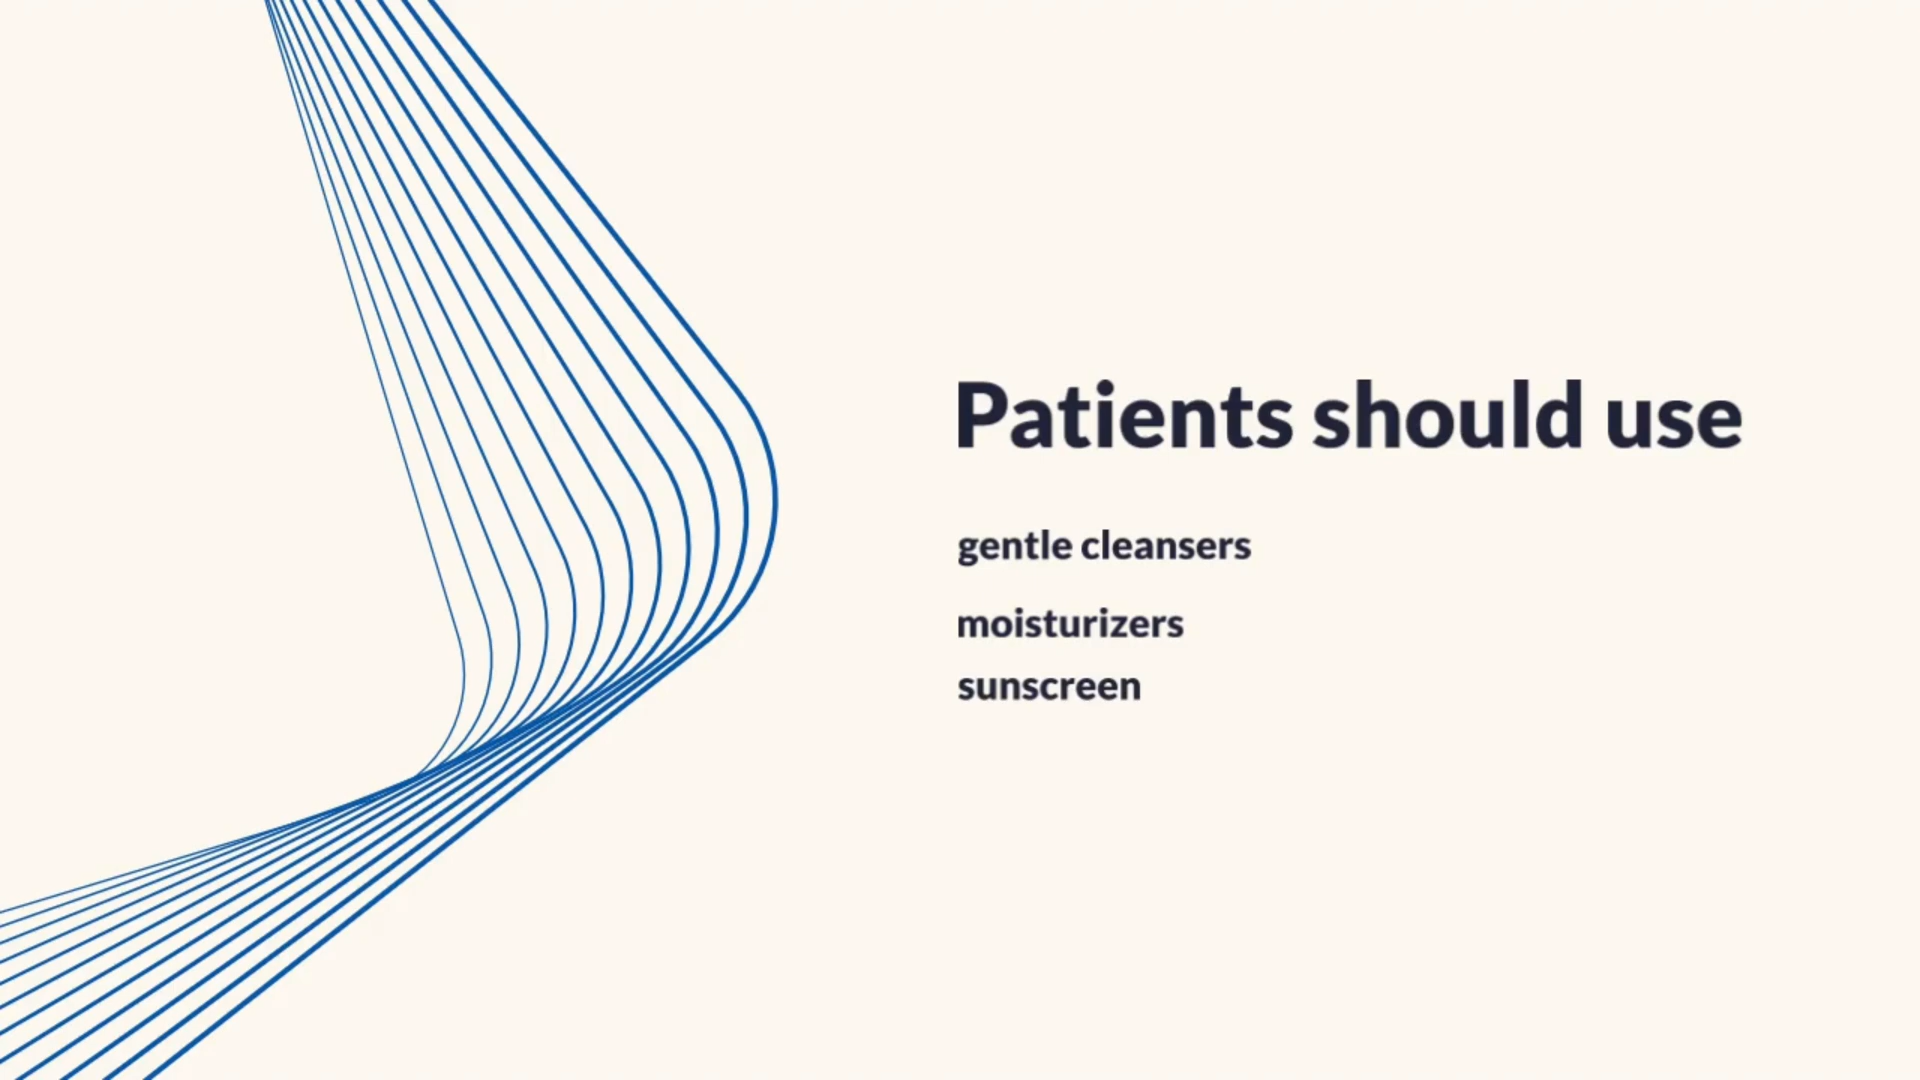 Patients should use
gentle cleansers
moisturizers
sunscreen